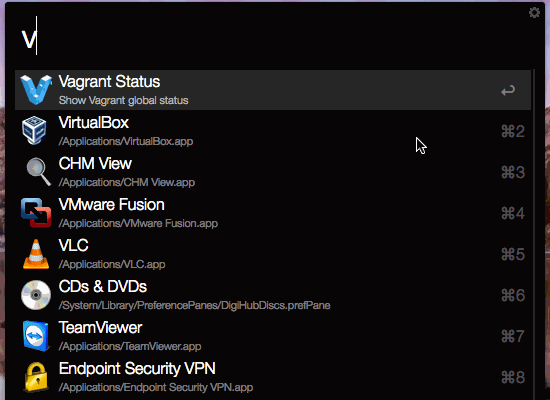 v
Vagrant Status
Show Vagrant global status
↩
VirtualBox
/Applications/VirtualBox.app
⌘2
CHM View
/Applications/CHM View.app
⌘3
VMware Fusion
/Applications/VMware Fusion.app
⌘4
VLC
/Applications/VLC.app
⌘5
CDs & DVDs
/System/Library/PreferencePanes/DigiHubDiscs.prefPane
⌘6
TeamViewer
/Applications/TeamViewer.app
⌘7
Endpoint Security VPN
/Applications/Endpoint Security VPN.app
⌘8